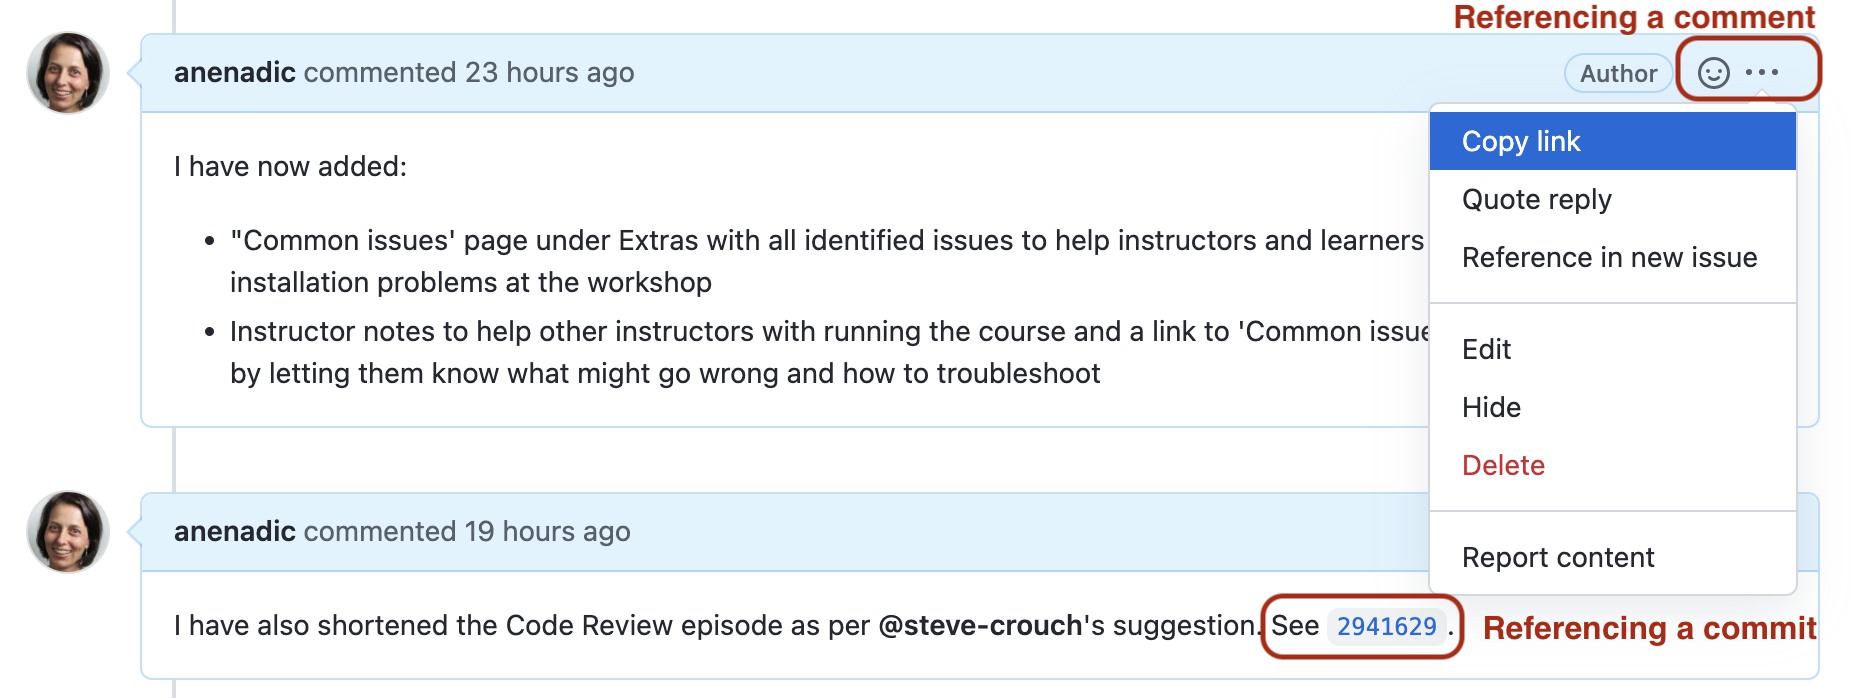 Referencing a comment
anenadic commented 23 hours ago
Author
I have now added:
• "Common issues' page under Extras with all identified issues to help instructors and learners
installation problems at the workshop
• Instructor notes to help other instructors with running the course and a link to 'Common issue
by letting them know what might go wrong and how to troubleshoot
Copy link
Quote reply
Reference in new issue
Edit
Hide
Delete
Report content
anenadic commented 19 hours ago
I have also shortened the Code Review episode as per @steve-crouch's suggestion. See 2941629.
Referencing a commit